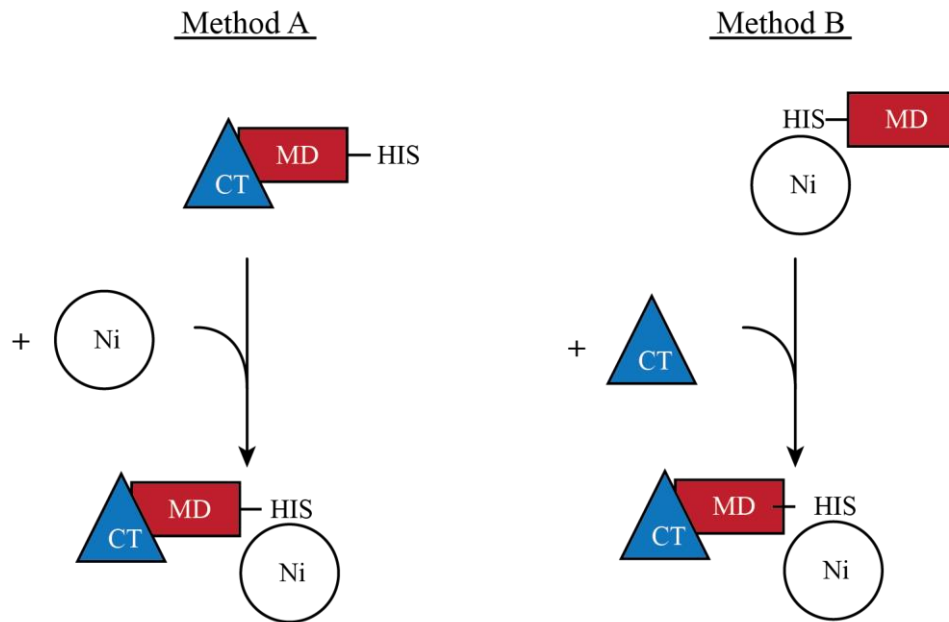 Method A
Method B
CT MD HIS
HIS MD
Ni
+ Ni
+ CT
CT MD HIS
Ni
CT MD HIS
Ni